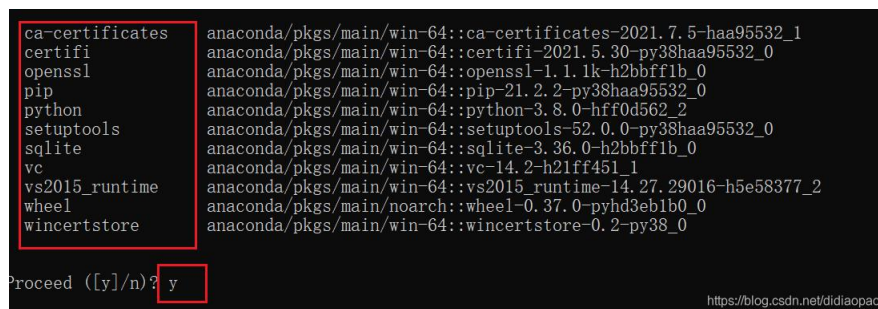 ca-certificates anaconda/pkgs/main/win-64::ca-certificates-2021.7.5-haa95532_1
certifi anaconda/pkgs/main/win-64::certifi-2021.5.30-py38haa95532_0
openssl anaconda/pkgs/main/win-64::openssl-1.1.1k-h2bbff1b_0
pip anaconda/pkgs/main/win-64::pip-21.2.2-py38haa95532_0
python anaconda/pkgs/main/win-64::python-3.8.0-hff0d562_2
setuptools anaconda/pkgs/main/win-64::setuptools-52.0.0-py38haa95532_0
sqlite anaconda/pkgs/main/win-64::sqlite-3.36.0-h2bbff1b_0
vc anaconda/pkgs/main/win-64::vc-14.2-h21ff451_1
vs2015_runtime anaconda/pkgs/main/win-64::vs2015_runtime-14.27.29016-h5e58377_2
wheel anaconda/pkgs/main/noarch::wheel-0.37.0-pyhd3eb1b0_0
wincertstore anaconda/pkgs/main/win-64::wincertstore-0.2-py38_0
Proceed ([y]/n)? y
https://blog.csdn.net/didiaopao